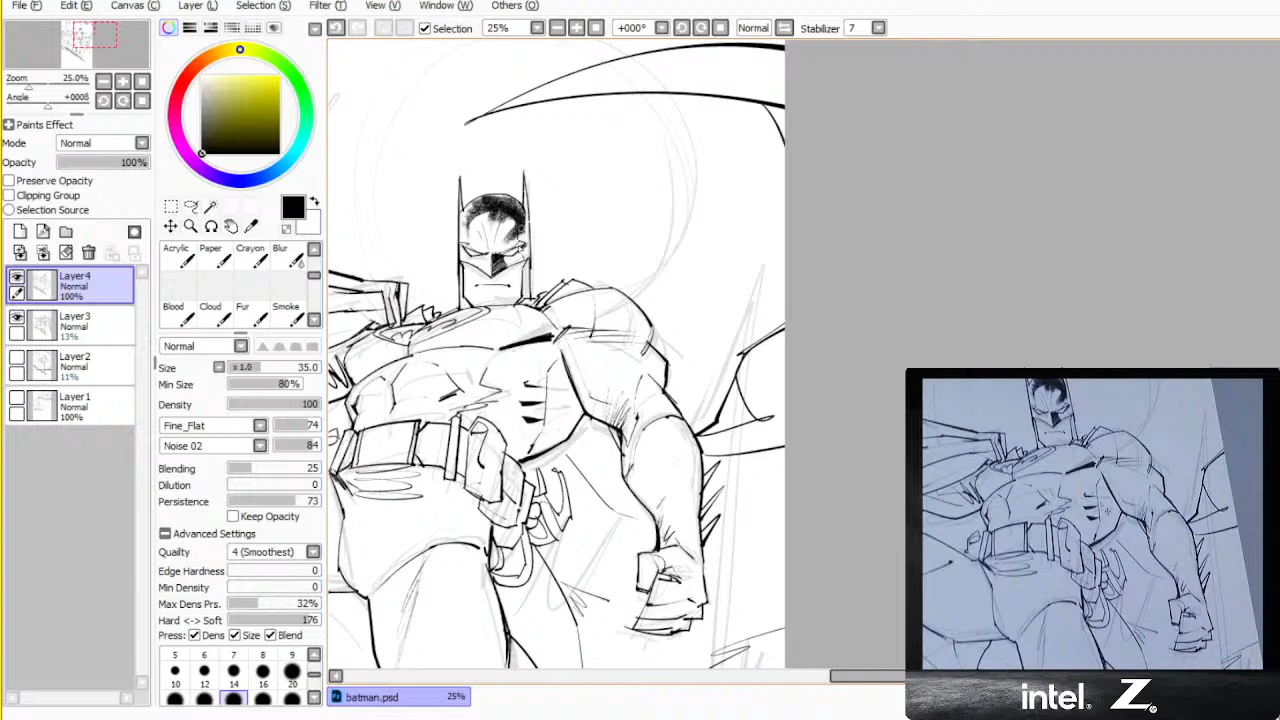 File (F) Edit (E) Layer (L) Selection (S) Filter (T) View (V) Window (W) Others (O)
Selection 25% +000° Normal Stabilizer 7
Zoom 25.0%
Angle +000ß
Paints Effect
Mode Normal
Opacity 100%
Preserve Opacity
Clipping Group
Selection Source
Layer4
Normal
100%
Layer3
Normal
13%
Layer2
Normal
11%
Layer1
Normal
100%
Acrylic Paper Crayon Blur
Blood Cloud Fur Smoke
Normal
Size x 1.0 35.0
Min Size 80%
Density 100
Fine_Flat 74
Noise 02 84
Blending 25
Dilution 0
Persistence 73
Keep Opacity
Advanced Settings
Quailty 4 (Smoothest)
Edge Hardness 0
Min Density 0
Max Dens Prs. 32%
Hard <-> Soft 176
Press: Dens Size Blend
5 6 7 8 9
10 12 14 16 20
batman.psd 25%
intel. Z